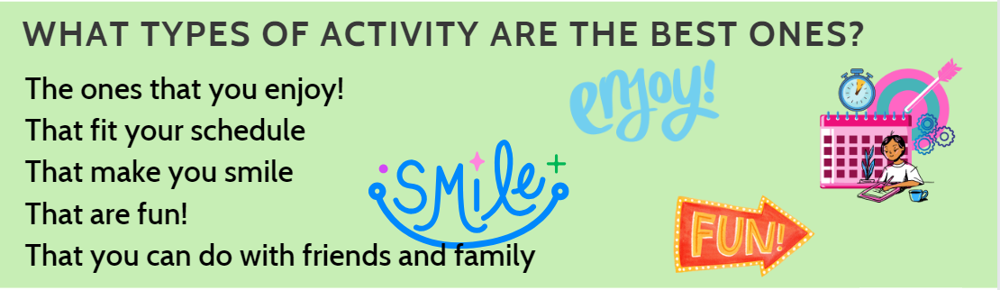 WHAT TYPES OF ACTIVITY ARE THE BEST ONES?
The ones that you enjoy!
enjoy!
That fit your schedule
That make you smile
SMile
That are fun!
FUN!
That you can do with friends and family